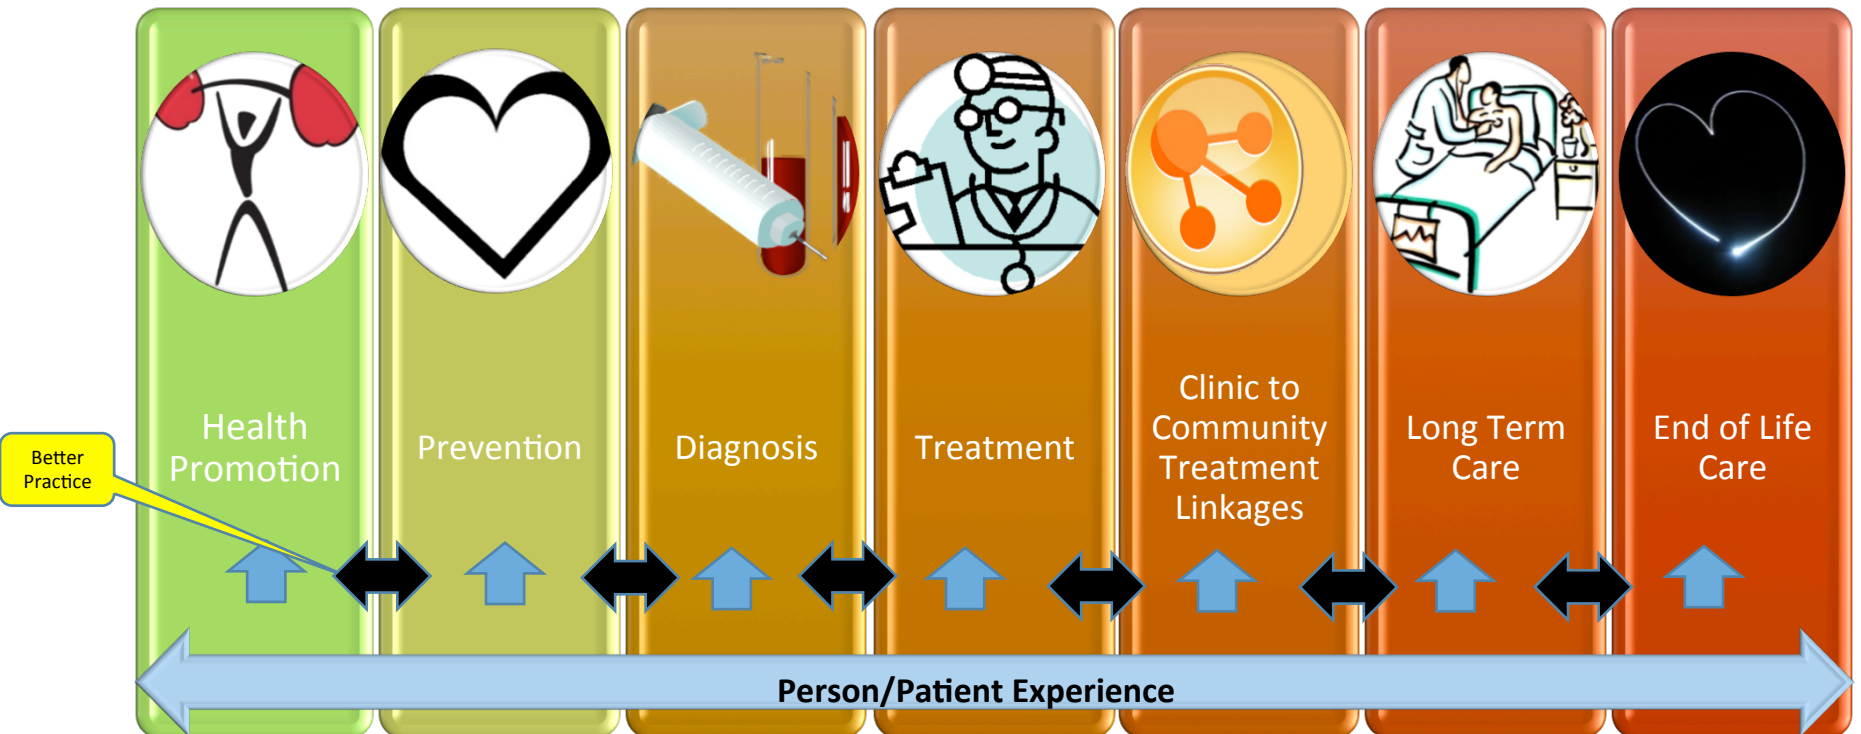 Health
Promotion
Prevention
Diagnosis
Treatment
Clinic to
Community
Treatment
Linkages
Long Term
Care
End of Life
Care
Better
Practice
Person/Patient Experience